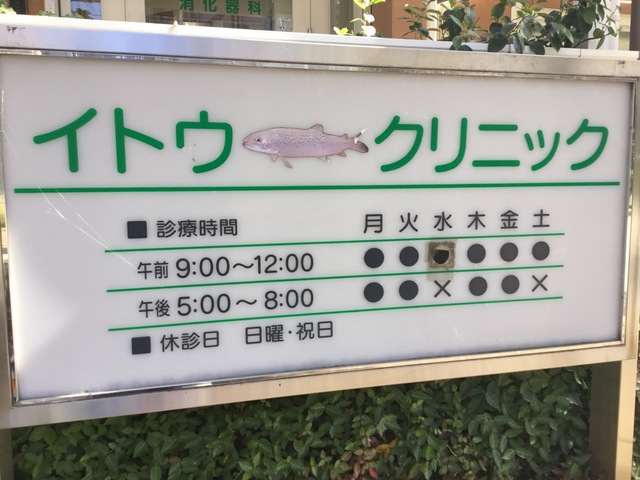 消化器科
イトウ クリニック
■ 診療時間 月 火 水 木 金 土
午前 9:00～12:00 ● ● ● ● ● ●
午後 5:00～8:00 ● ● × ● ● ×
■ 休診日 日曜・祝日